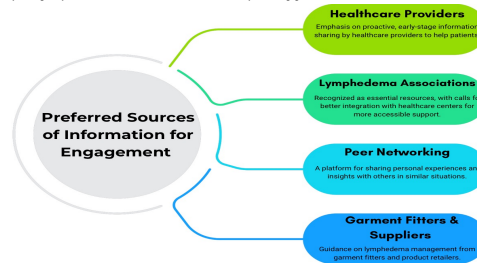 Preferred Sources
of Information for
Engagement
Healthcare Providers
Emphasis on proactive, early-stage information
sharing by healthcare providers to help patients
Lymphedema Associations
Recognized as essential resources, with calls
better integration with healthcare centers for
more accessible support.
Peer Networking
A platform for sharing personal experiences
insights with others in similar situations.
Garment Fitters &
Suppliers
Guidance on lymphedema management from
garment fitters and product retailers.